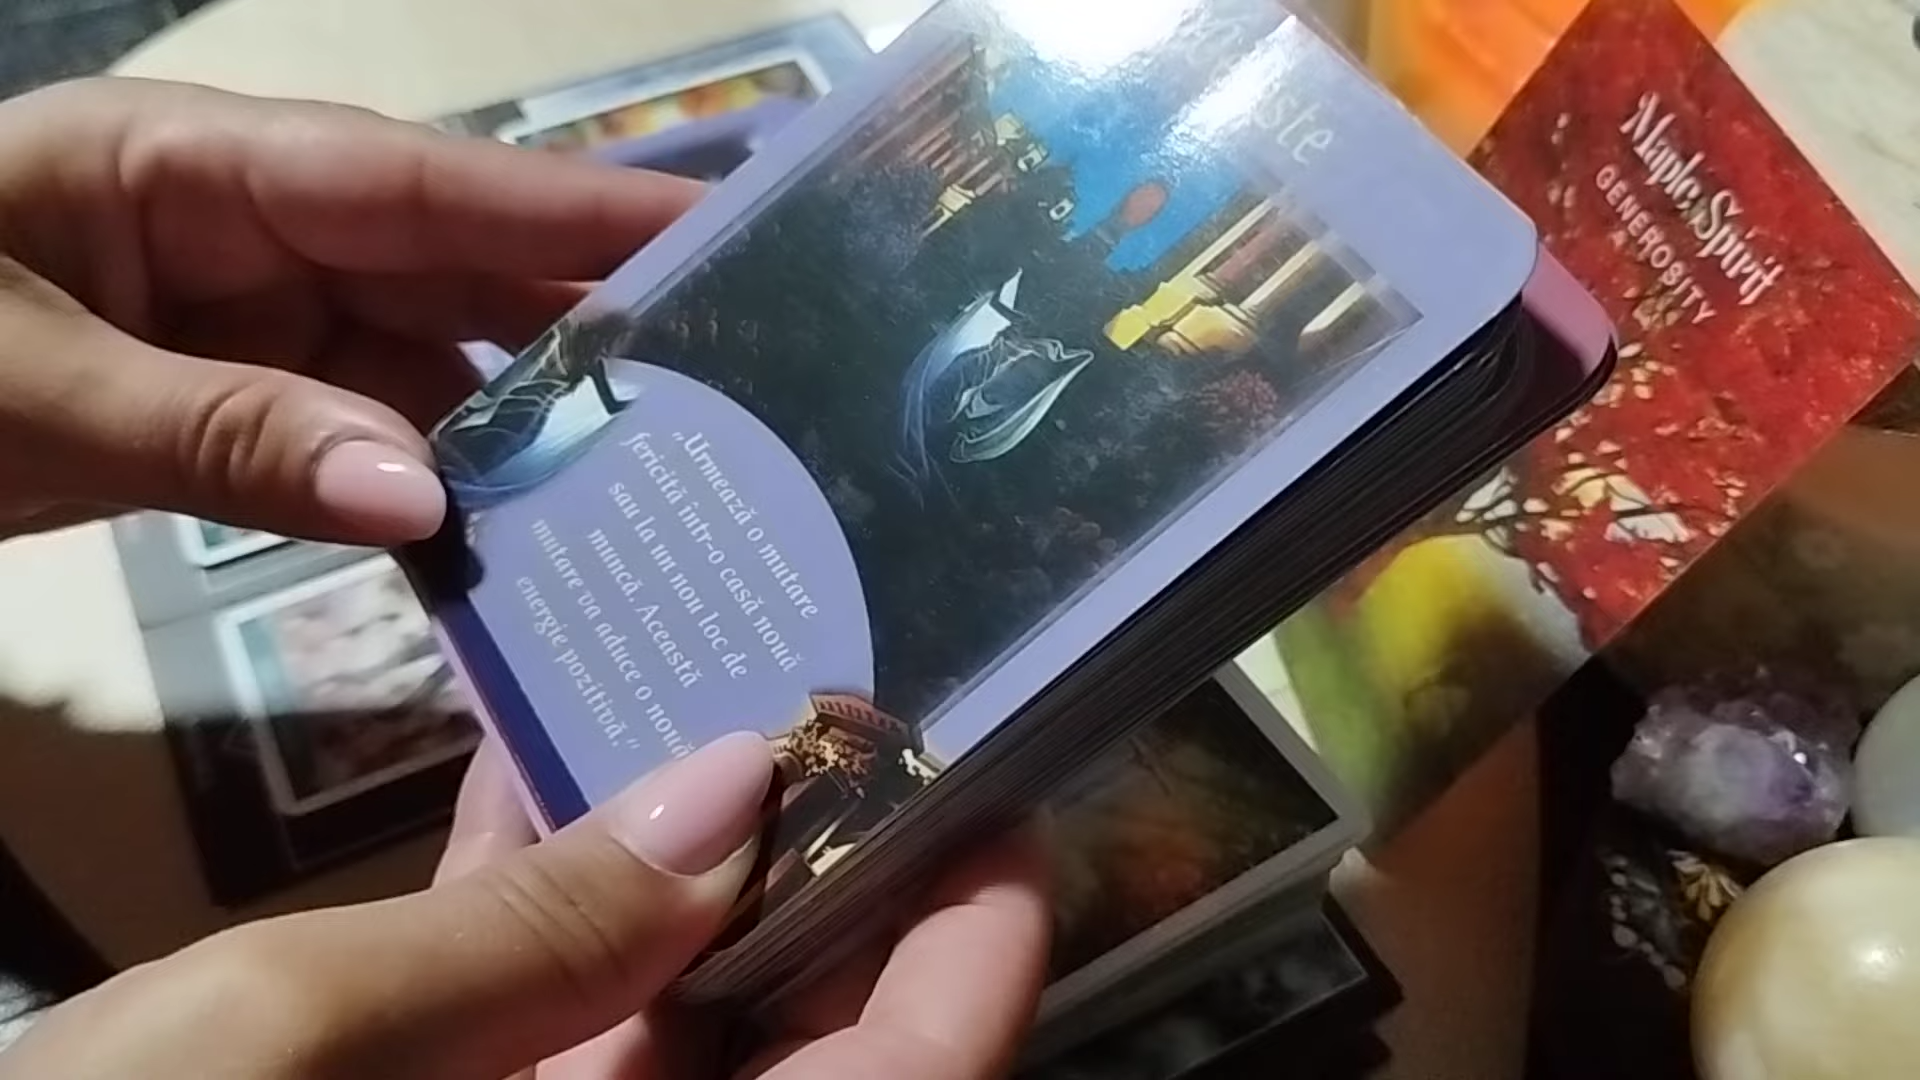 „Urmează o mutare
fericită într-o casă nouă
sau la un nou loc de
muncă. Această
mutare va aduce o nouă
energie pozitivă.”
Maple Spirit
GENEROSITY